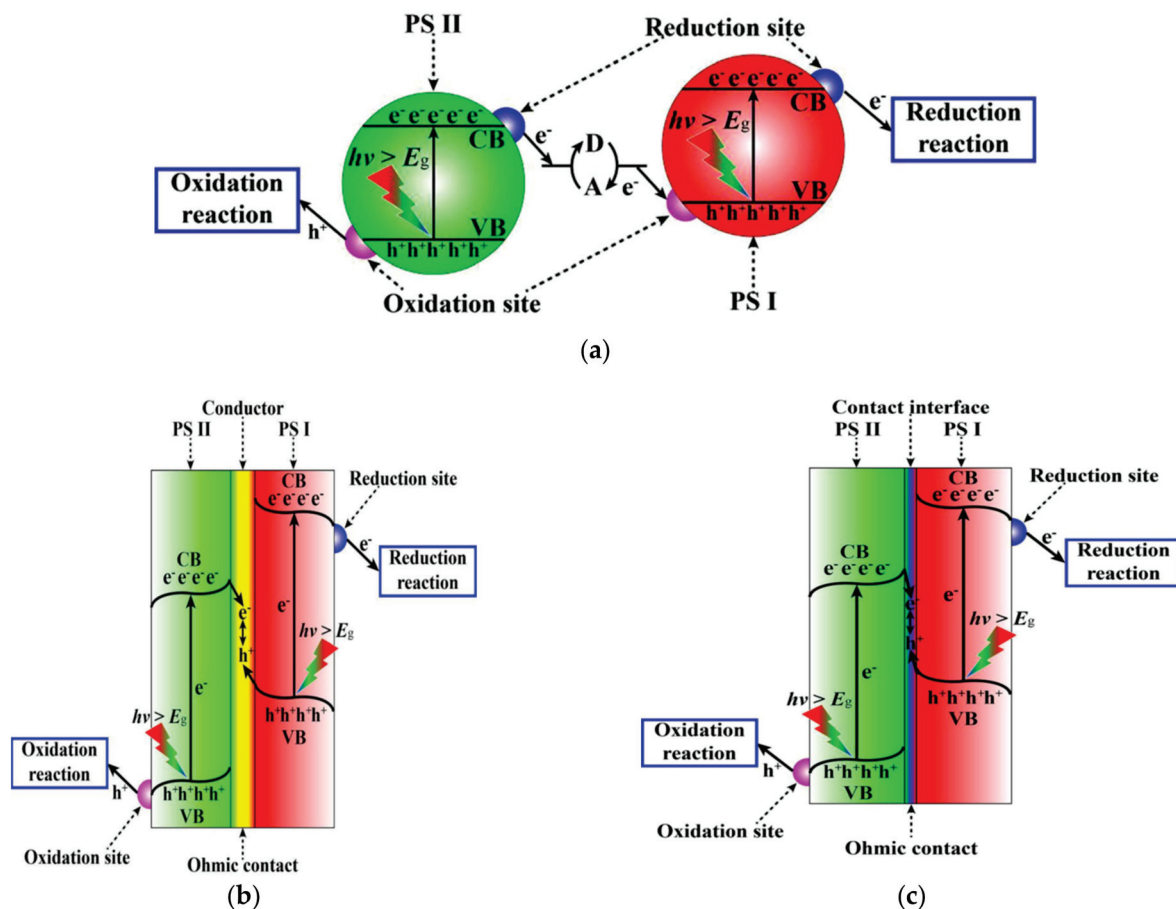 PS II
Reduction site
e⁻ e⁻ e⁻ e⁻ e⁻
CB
e⁻
Reduction
reaction
e⁻ e⁻ e⁻ e⁻ e⁻
CB
hν > Eg
e⁻
D
A
e⁻
hν > Eg
Oxidation
reaction
h⁺
VB
h⁺h⁺h⁺h⁺h⁺
VB
h⁺h⁺h⁺h⁺h⁺
Oxidation site
PS I
(a)
Conductor
PS II
PS I
CB
e⁻e⁻e⁻e⁻
Reduction site
e⁻
Reduction
reaction
CB
e⁻e⁻e⁻e⁻
e⁻
h⁺
e⁻
hν > Eg
e⁻
h⁺h⁺h⁺h⁺
VB
hν > Eg
Oxidation
reaction
h⁺
h⁺h⁺h⁺h⁺
VB
Oxidation site
Ohmic contact
(b)
Contact interface
PS II
PS I
CB
e⁻e⁻e⁻e⁻
Reduction site
e⁻
Reduction
reaction
CB
e⁻e⁻e⁻e⁻
e⁻
h⁺
e⁻
hν > Eg
e⁻
h⁺h⁺h⁺h⁺
VB
hν > Eg
Oxidation
reaction
h⁺
h⁺h⁺h⁺h⁺
VB
Oxidation site
Ohmic contact
(c)